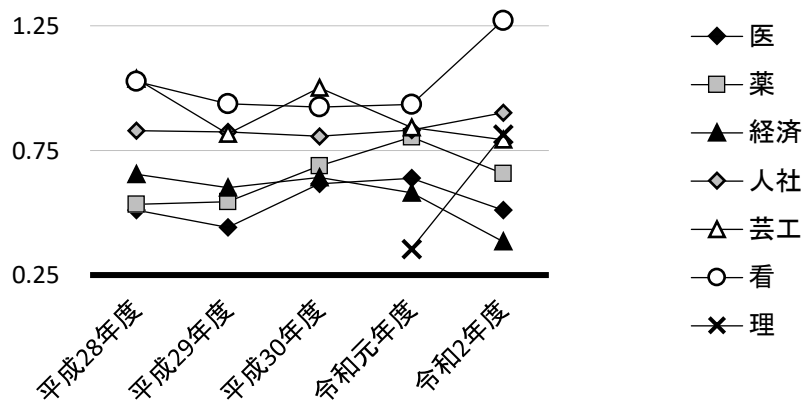 1.25
0.75
0.25
平成28年度
平成29年度
平成30年度
令和元年度
令和2年度
医
薬
経済
人社
芸工
看
理